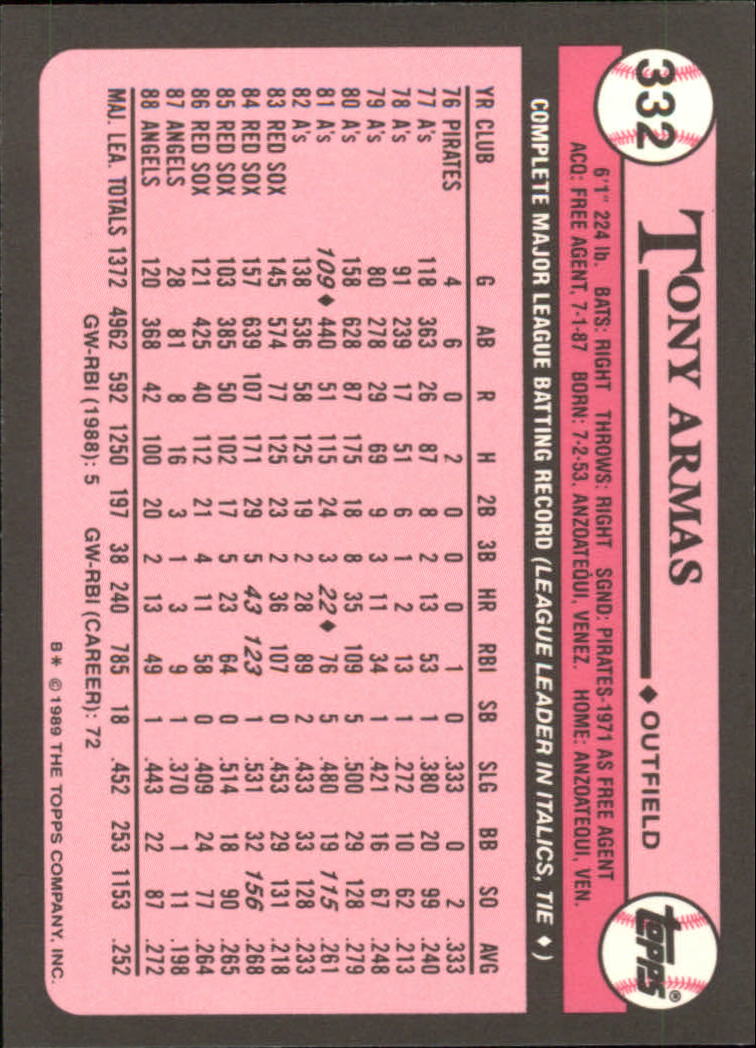 332
TONY ARMAS ◆ OUTFIELD
topps®
6'1" 224 lb. BATS: RIGHT THROWS: RIGHT SGND: PIRATES-1971 AS FREE AGENT
ACQ: FREE AGENT, 7-1-87 BORN: 7-2-53, ANZOATEQUI, VENEZ. HOME: ANZOATEQUI, VEN.
COMPLETE MAJOR LEAGUE BATTING RECORD (LEAGUE LEADER IN ITALICS, TIE ◆)
YR CLUB G AB R H 2B 3B HR RBI SB SLG BB SO AVG
76 PIRATES 4 6 0 2 0 0 0 1 0 .333 0 2 .333
77 A's 118 363 26 87 8 2 13 53 1 .380 20 99 .240
78 A's 91 239 17 51 6 1 2 13 1 .272 10 62 .213
79 A's 80 278 29 69 9 3 11 34 1 .421 16 67 .248
80 A's 158 628 87 175 18 8 35 109 5 .500 29 128 .279
81 A's 109◆ 440 51 115 24 3 22◆ 76 5 .480 19 115 .261
82 A's 138 536 58 125 19 2 28 89 2 .433 33 128 .233
83 RED SOX 145 574 77 125 23 2 36 107 0 .453 29 131 .218
84 RED SOX 157 639 107 171 29 5 43 123 1 .531 32 156 .268
85 RED SOX 103 385 50 102 17 5 23 64 0 .514 18 90 .265
86 RED SOX 121 425 40 112 21 4 11 58 0 .409 24 77 .264
87 ANGELS 28 81 8 16 3 1 3 9 1 .370 1 11 .198
88 ANGELS 120 368 42 100 20 2 13 49 1 .443 22 87 .272
MAJ. LEA. TOTALS 1372 4962 592 1250 197 38 240 785 18 .452 253 1153 .252
GW-RBI (1988): 5 GW-RBI (CAREER): 72
B* © 1989 THE TOPPS COMPANY, INC.